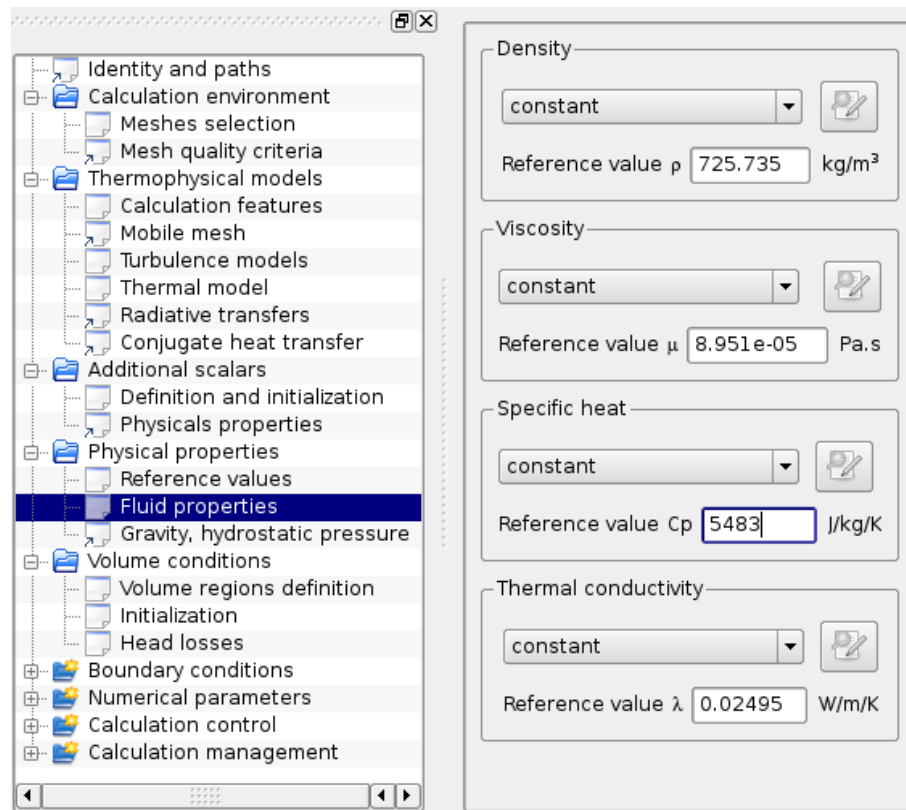 Identity and paths
Calculation environment
Meshes selection
Mesh quality criteria
Thermophysical models
Calculation features
Mobile mesh
Turbulence models
Thermal model
Radiative transfers
Conjugate heat transfer
Additional scalars
Definition and initialization
Physicals properties
Physical properties
Reference values
Fluid properties
Gravity, hydrostatic pressure
Volume conditions
Volume regions definition
Initialization
Head losses
Boundary conditions
Numerical parameters
Calculation control
Calculation management
Density
constant
Reference value ρ 725.735 kg/m³
Viscosity
constant
Reference value μ 8.951e-05 Pa.s
Specific heat
constant
Reference value Cp 5483 J/kg/K
Thermal conductivity
constant
Reference value λ 0.02495 W/m/K